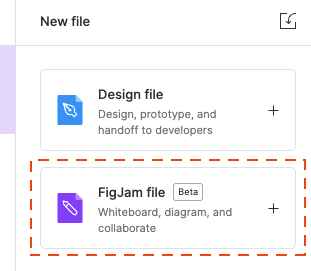 New file
Design file
Design, prototype, and
handoff to developers
FigJam file Beta
Whiteboard, diagram, and
collaborate